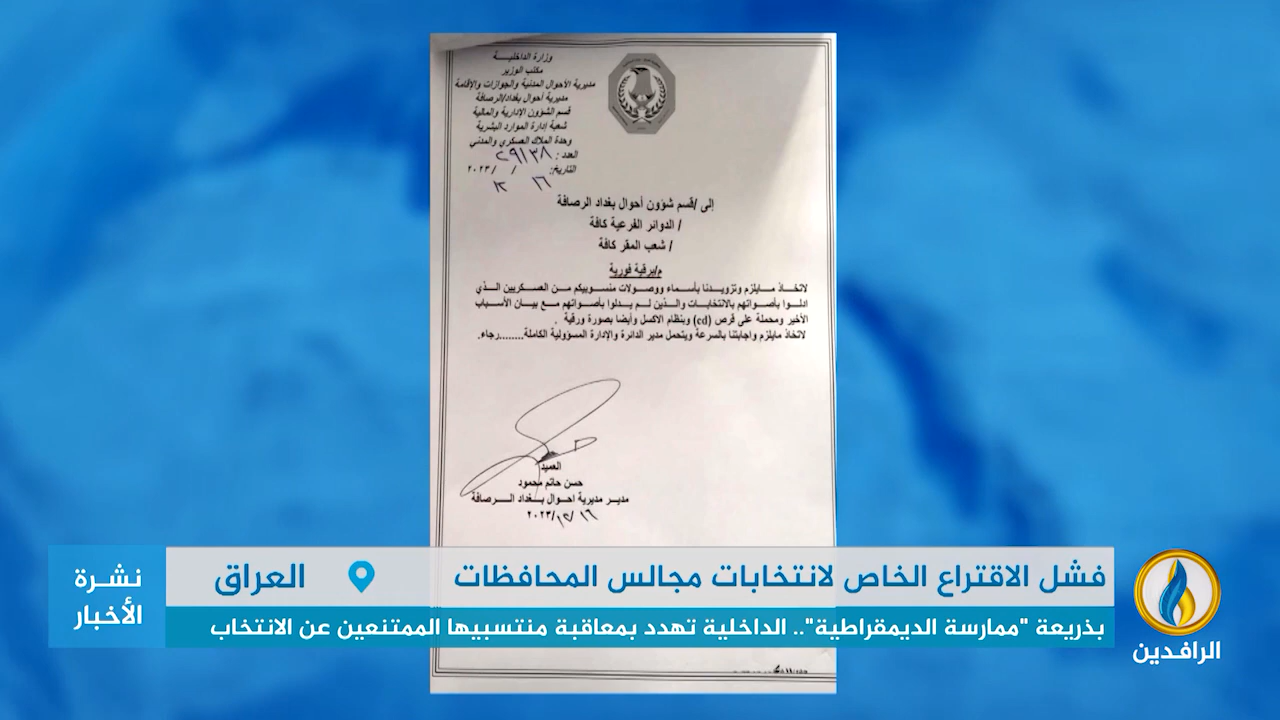 وزارة الداخليـــة
مكتب الوزير
مديرية الأحوال المدنية والجوازات والإقامة
مديرية أحوال بغداد/الرصافة
قسم الشؤون الإدارية والمالية
شعبة إدارة الموارد البشرية
وحدة الملاك العسكري والمدني
العدد : ٢٩١٣٨
التاريخ: ١٦ / ١٢ / ٢٠٢٣
إلى /قسم شؤون أحوال بغداد الرصافة
/ الدوائر الفرعية كافة
/ شعب المقر كافة
م/برقية فورية
لاتخاذ مايلزم وتزويدنا بأسماء ووصولات منسوبيكم من العسكريين الذي
ادلوا بأصواتهم بالانتخابات والذين لم يدلوا بأصواتهم مع بيان الأسباب
الأخير ومحملة على قرص (cd) وبنظام الاكسل وأيضا بصورة ورقية .
لاتخاذ مايلزم واجابتنا بالسرعة ويتحمل مدير الدائرة والإدارة المسؤولية الكاملة........رجاء.
العميد
حسن حاتم محمود
مديـر مديرية احوال بـغداد الـــرصافة
١٦/١٢/٢٠٢٣
فشل الاقتراع الخاص لانتخابات مجالس المحافظات
العراق
نشرة
الأخبار
بذريعة "ممارسة الديمقراطية".. الداخلية تهدد بمعاقبة منتسبيها الممتنعين عن الانتخاب
الرافدين